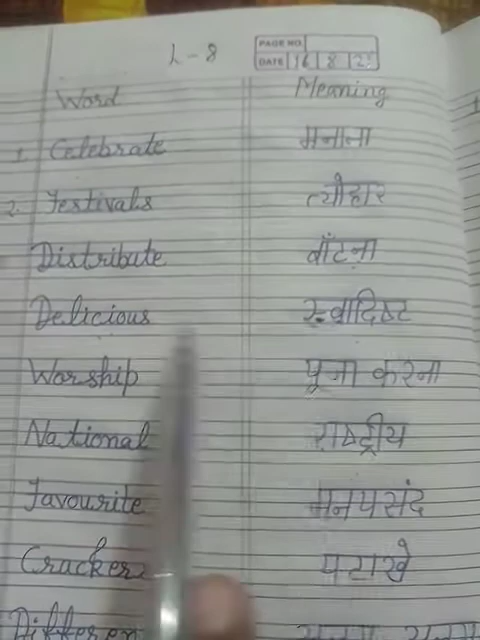 L-8
PAGE NO
DATE 16 8 23
Word Meaning
1. Celebrate मनाना
2. Festivals त्यौहार
Distribute बाँटना
Delicious स्वादिष्ट
Worship पूजा करना
National राष्ट्रीय
Favourite मनपसंद
Crackers पटाखे